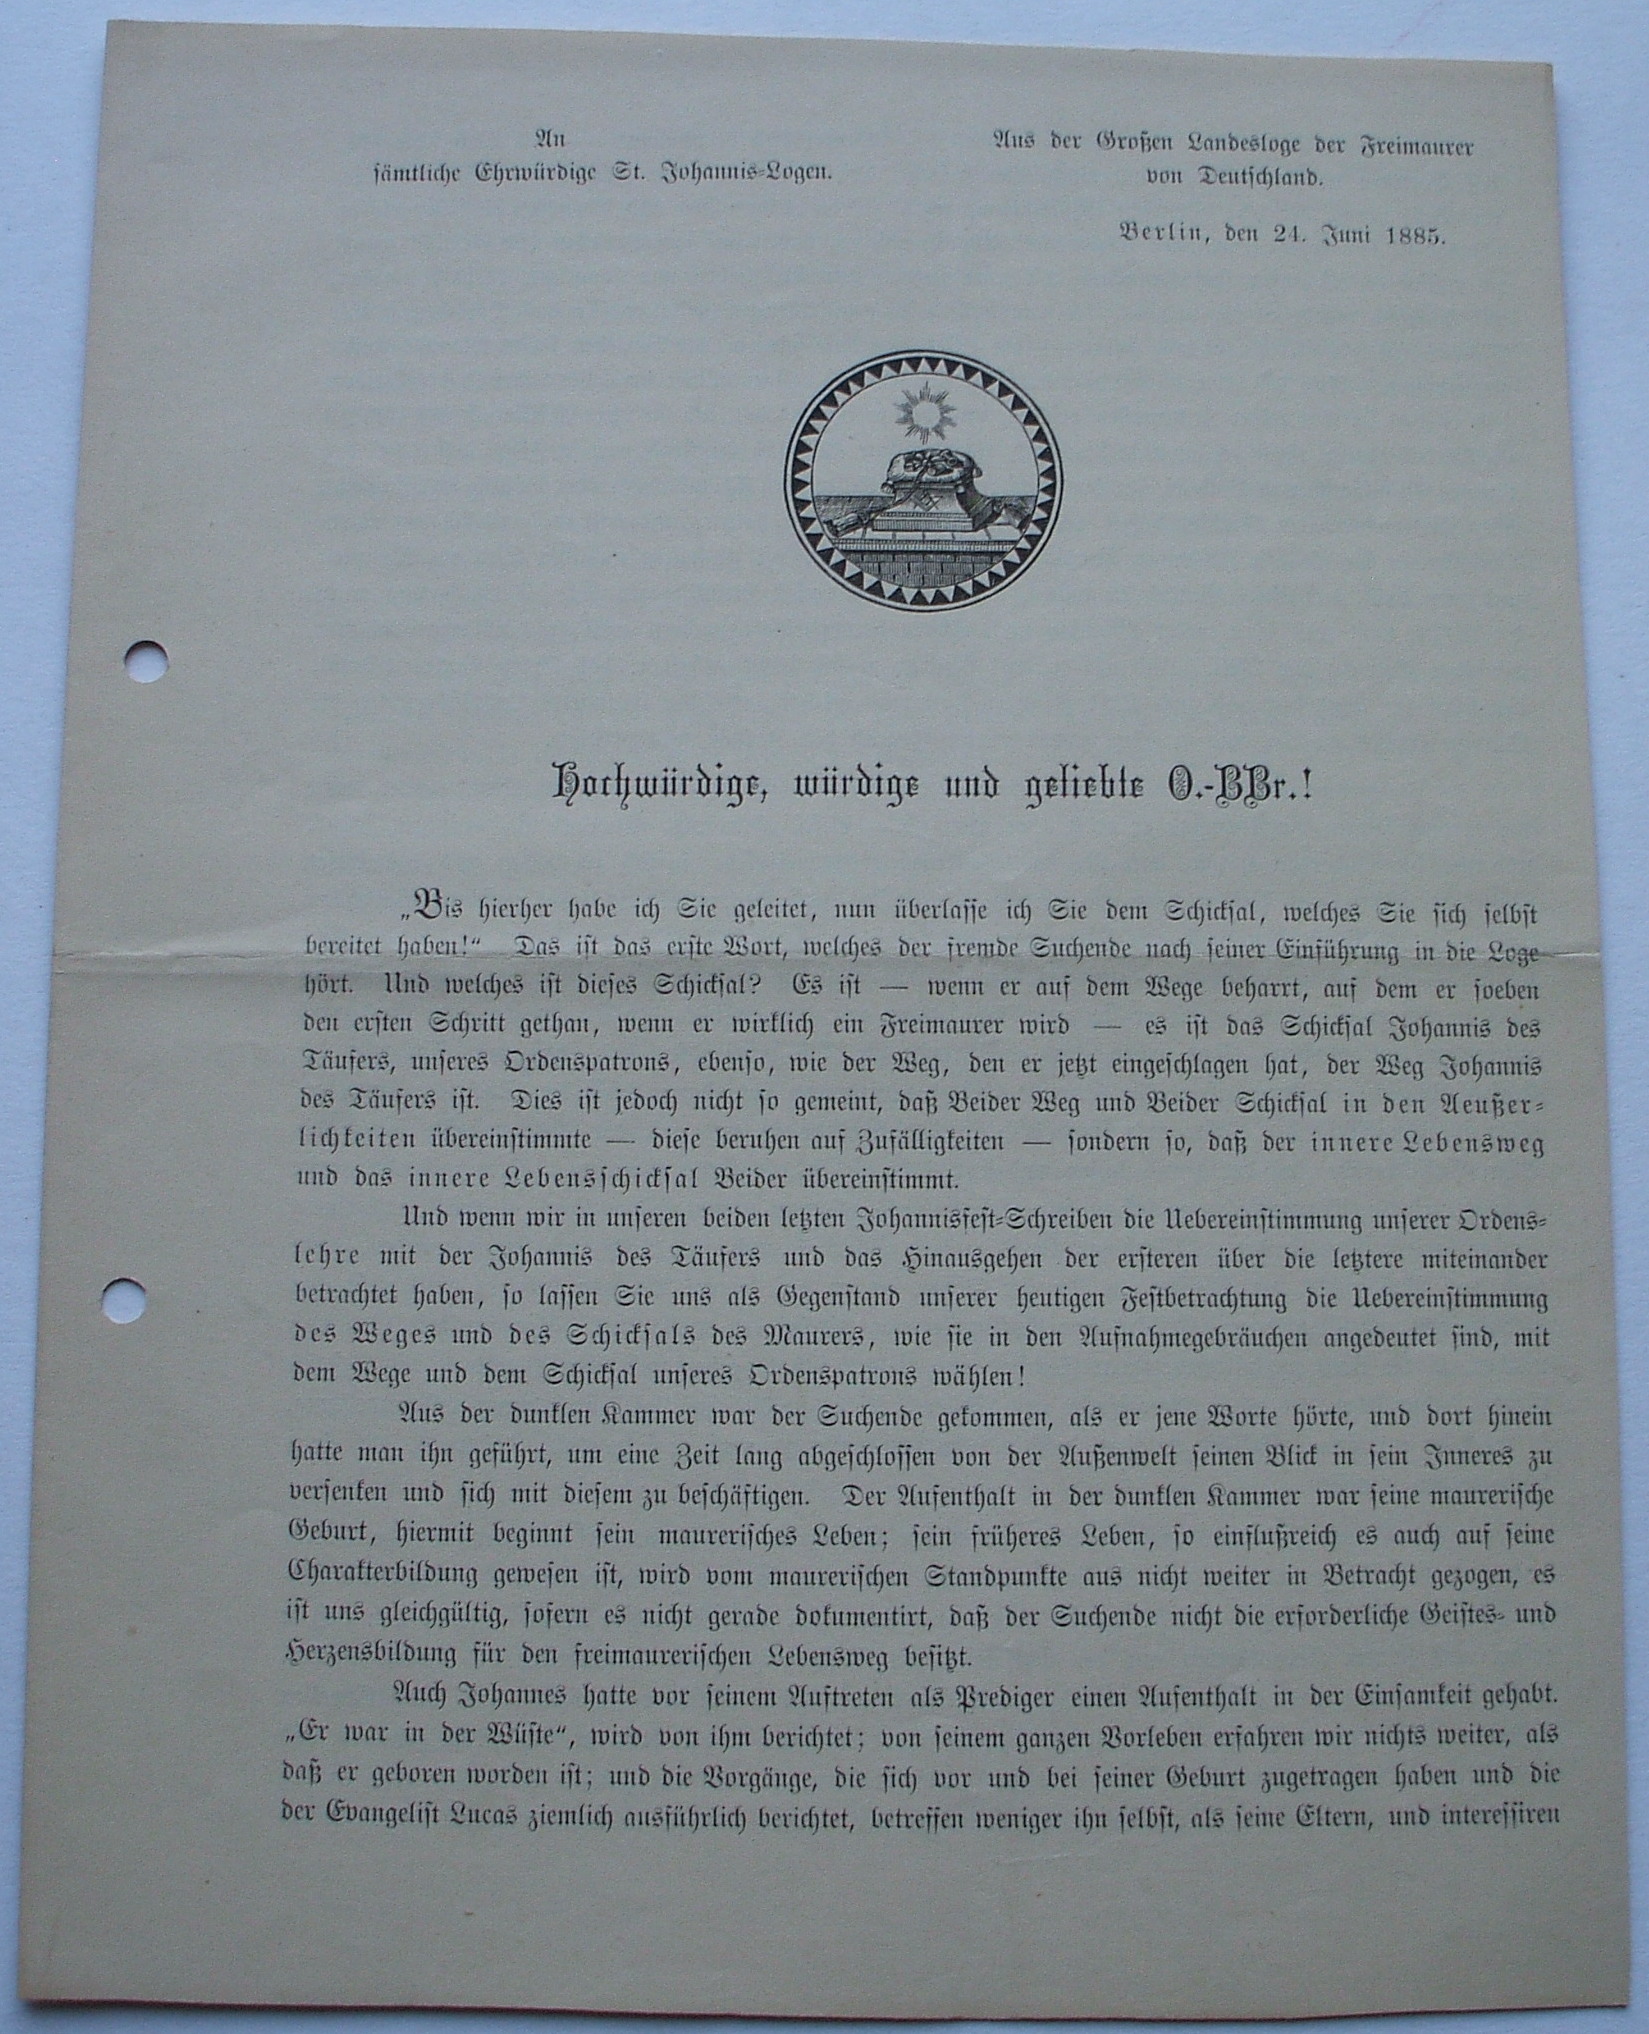 An
sämtliche Ehrwürdige St. Johannis-Logen.
Aus der Großen Landesloge der Freimaurer
von Deutschland.
Berlin, den 24. Juni 1885.
Hochwürdige, würdige und geliebte O.-BBr.!
„Bis hierher habe ich Sie geleitet, nun überlasse ich Sie dem Schicksal, welches Sie sich selbst
bereitet haben!“ Das ist das erste Wort, welches der fremde Suchende nach seiner Einführung in die Loge
hört. Und welches ist dieses Schicksal? Es ist — wenn er auf dem Wege beharrt, auf dem er soeben
den ersten Schritt gethan, wenn er wirklich ein Freimaurer wird — es ist das Schicksal Johannis des
Täufers, unseres Ordenspatrons, ebenso, wie der Weg, den er jetzt eingeschlagen hat, der Weg Johannis
des Täufers ist. Dies ist jedoch nicht so gemeint, daß Beider Weg und Beider Schicksal in den Aeußer-
lichkeiten übereinstimmte — diese beruhen auf Zufälligkeiten — sondern so, daß der innere Lebensweg
und das innere Lebensschicksal Beider übereinstimmt.
Und wenn wir in unseren beiden letzten Johannisfest-Schreiben die Uebereinstimmung unserer Ordens-
lehre mit der Johannis des Täufers und das Hinausgehen der ersteren über die letztere miteinander
betrachtet haben, so lassen Sie uns als Gegenstand unserer heutigen Festbetrachtung die Uebereinstimmung
des Weges und des Schicksals des Maurers, wie sie in den Aufnahmegebräuchen angedeutet sind, mit
dem Wege und dem Schicksal unseres Ordenspatrons wählen!
Aus der dunklen Kammer war der Suchende gekommen, als er jene Worte hörte, und dort hinein
hatte man ihn geführt, um eine Zeit lang abgeschlossen von der Außenwelt seinen Blick in sein Inneres zu
versenken und sich mit diesem zu beschäftigen. Der Aufenthalt in der dunklen Kammer war seine maurerische
Geburt, hiermit beginnt sein maurerisches Leben; sein früheres Leben, so einflußreich es auch auf seine
Charakterbildung gewesen ist, wird vom maurerischen Standpunkte aus nicht weiter in Betracht gezogen, es
ist uns gleichgültig, sofern es nicht gerade dokumentirt, daß der Suchende nicht die erforderliche Geistes- und
Herzensbildung für den freimaurerischen Lebensweg besitzt.
Auch Johannes hatte vor seinem Auftreten als Prediger einen Aufenthalt in der Einsamkeit gehabt.
„Er war in der Wüste“, wird von ihm berichtet; von seinem ganzen Vorleben erfahren wir nichts weiter, als
daß er geboren worden ist; und die Vorgänge, die sich vor und bei seiner Geburt zugetragen haben und die
der Evangelist Lucas ziemlich ausführlich berichtet, betreffen weniger ihn selbst, als seine Eltern, und interessiren